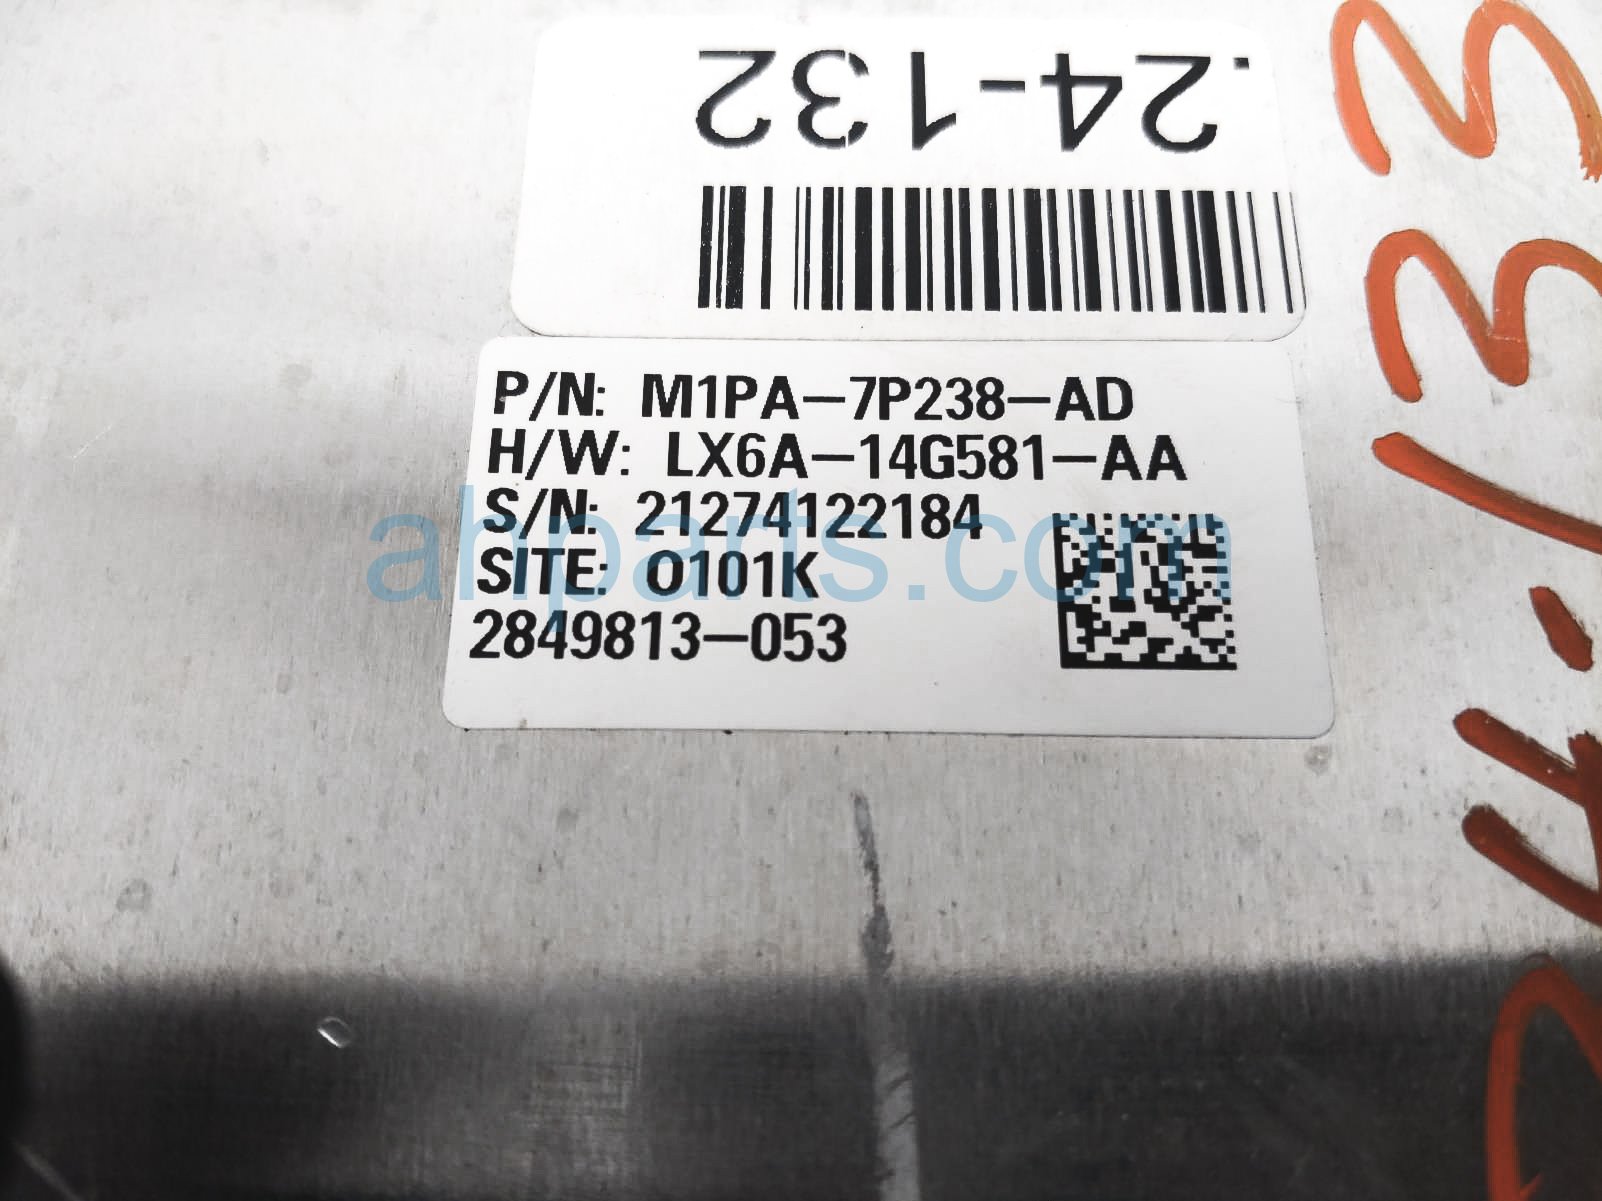 .24-132
P/N: M1PA-7P238-AD
H/W: LX6A-14G581-AA
S/N: 21274122184
SITE: O101K
2849813-053
ahparts.com